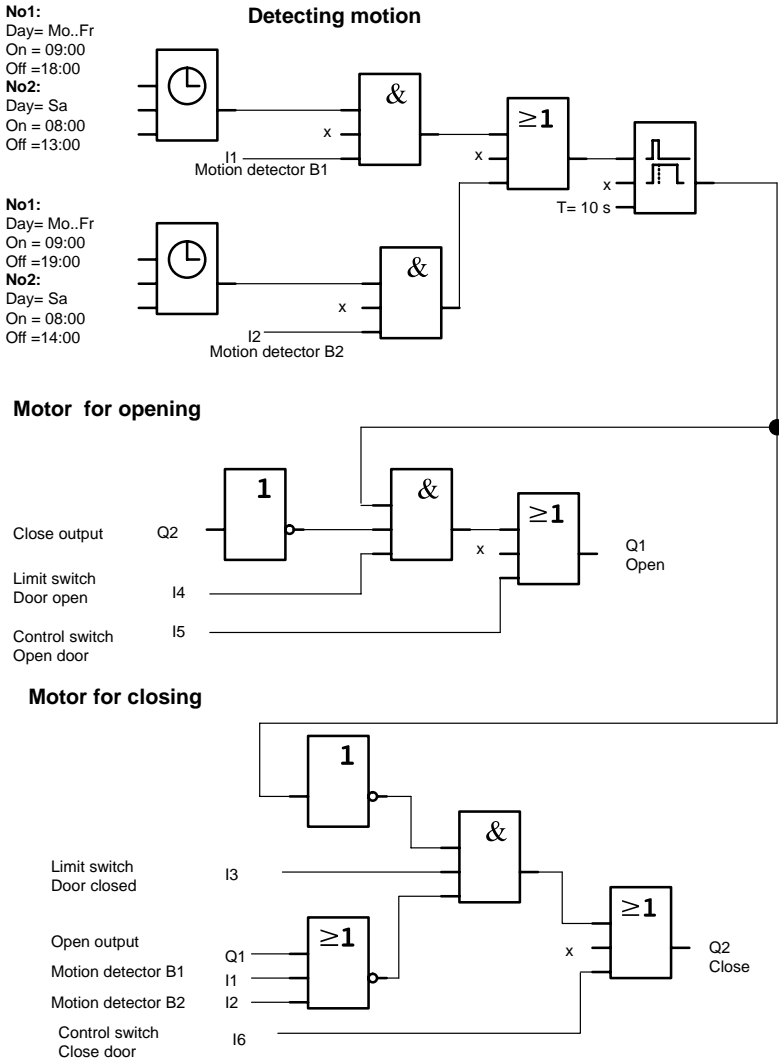 Detecting motion
No1:
Day= Mo..Fr
On = 09:00
Off =18:00
No2:
Day= Sa
On = 08:00
Off =13:00
&
x
I1
Motion detector B1
≥1
x
x
T= 10 s
No1:
Day= Mo..Fr
On = 09:00
Off =19:00
No2:
Day= Sa
On = 08:00
Off =14:00
&
x
I2
Motion detector B2
Motor for opening
1
&
≥1
Close output Q2
x
Q1
Open
Limit switch
Door open I4
Control switch
Open door I5
Motor for closing
1
&
Limit switch
Door closed I3
≥1
≥1
Open output Q1
x
Q2
Close
Motion detector B1 I1
Motion detector B2 I2
Control switch
Close door I6